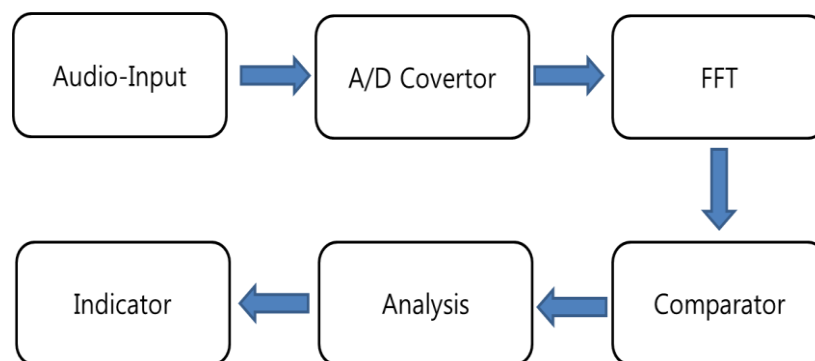 Audio-Input
A/D Covertor
FFT
Comparator
Analysis
Indicator